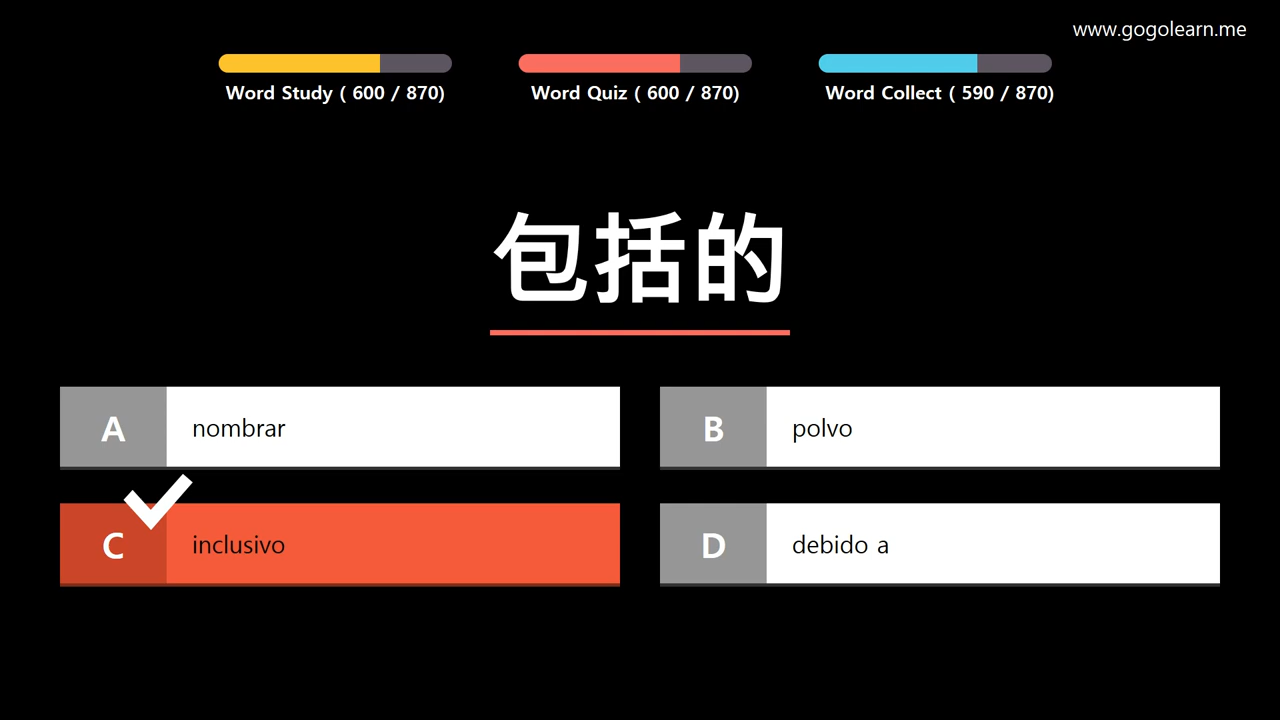 www.gogolearn.me
Word Study ( 600 / 870)
Word Quiz ( 600 / 870)
Word Collect ( 590 / 870)
包括的
A
nombrar
B
polvo
C
inclusivo
D
debido a